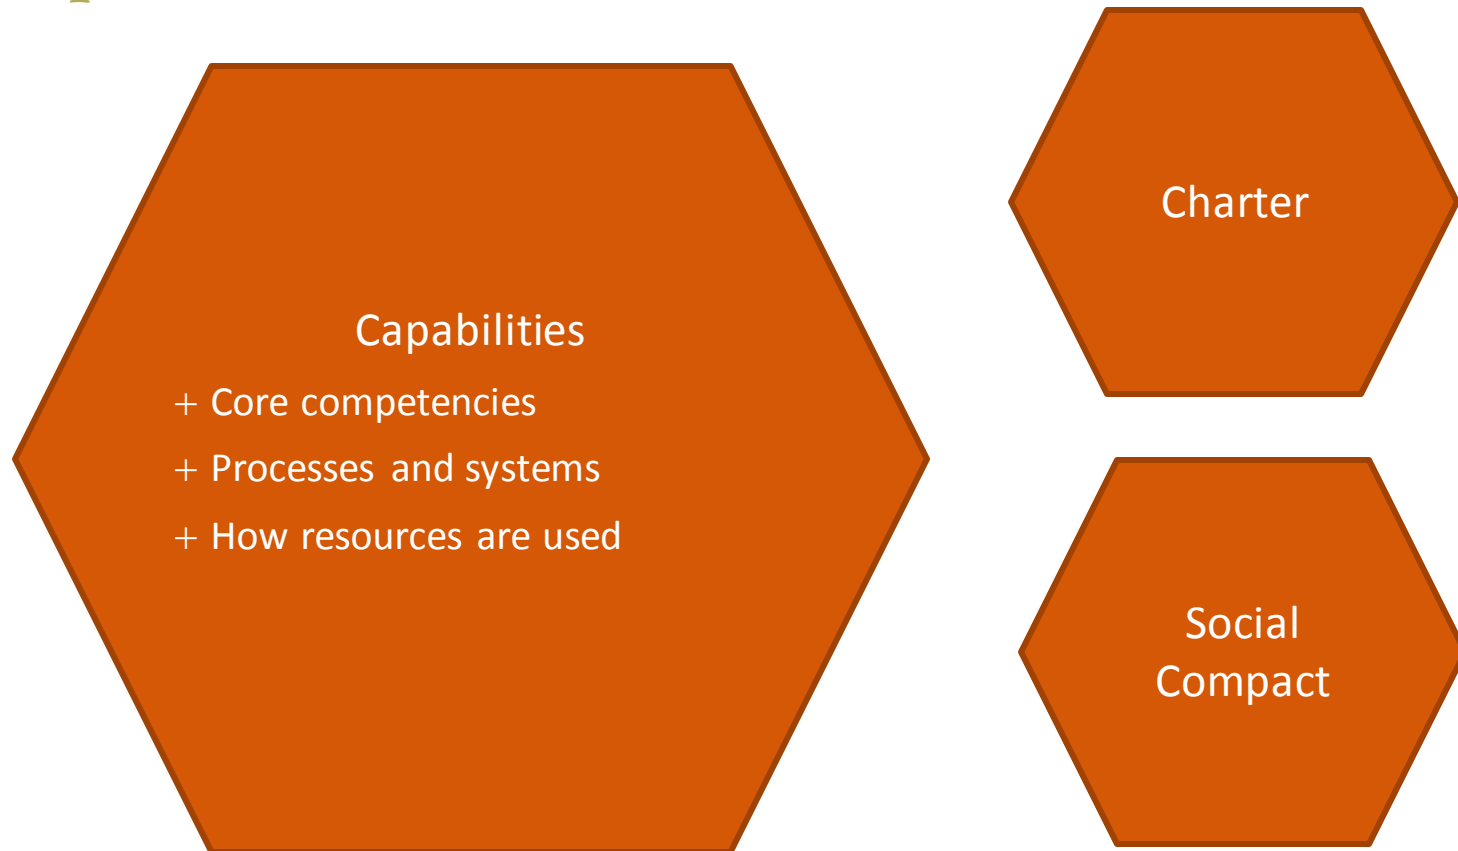 Capabilities
+ Core competencies
+ Processes and systems
+ How resources are used
Charter
Social
Compact